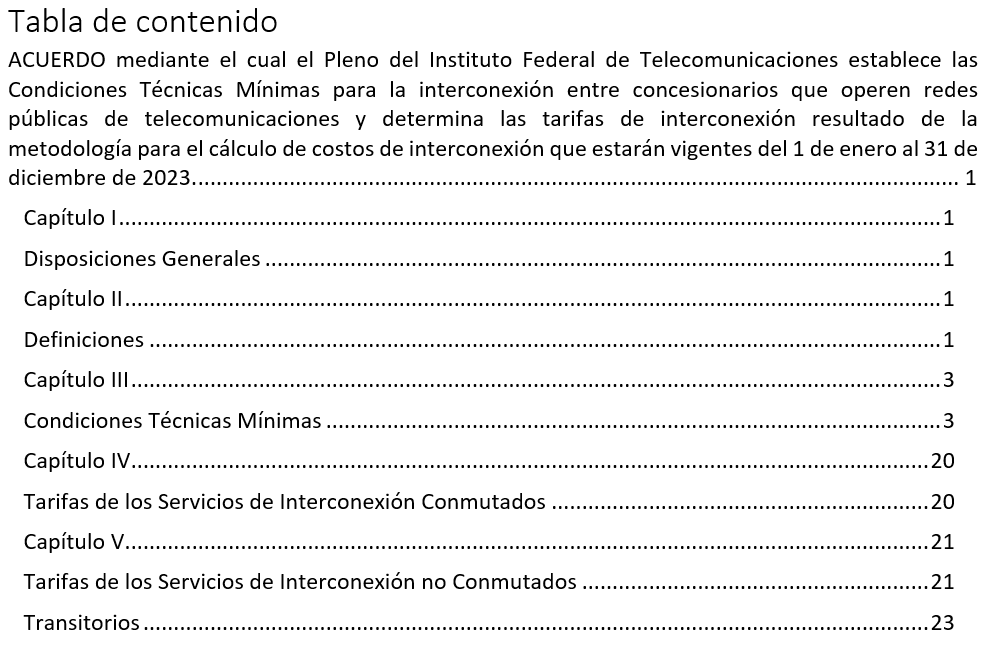 Tabla de contenido
ACUERDO mediante el cual el Pleno del Instituto Federal de Telecomunicaciones establece las
Condiciones Técnicas Mínimas para la interconexión entre concesionarios que operen redes
públicas de telecomunicaciones y determina las tarifas de interconexión resultado de la
metodología para el cálculo de costos de interconexión que estarán vigentes del 1 de enero al 31 de
diciembre de 2023................................................................................................................................ 1
Capítulo I.........................................................................................................................................1
Disposiciones Generales .................................................................................................................1
Capítulo II........................................................................................................................................1
Definiciones ....................................................................................................................................1
Capítulo III.......................................................................................................................................3
Condiciones Técnicas Mínimas .......................................................................................................3
Capítulo IV.....................................................................................................................................20
Tarifas de los Servicios de Interconexión Conmutados ...............................................................20
Capítulo V......................................................................................................................................21
Tarifas de los Servicios de Interconexión no Conmutados ..........................................................21
Transitorios ...................................................................................................................................23